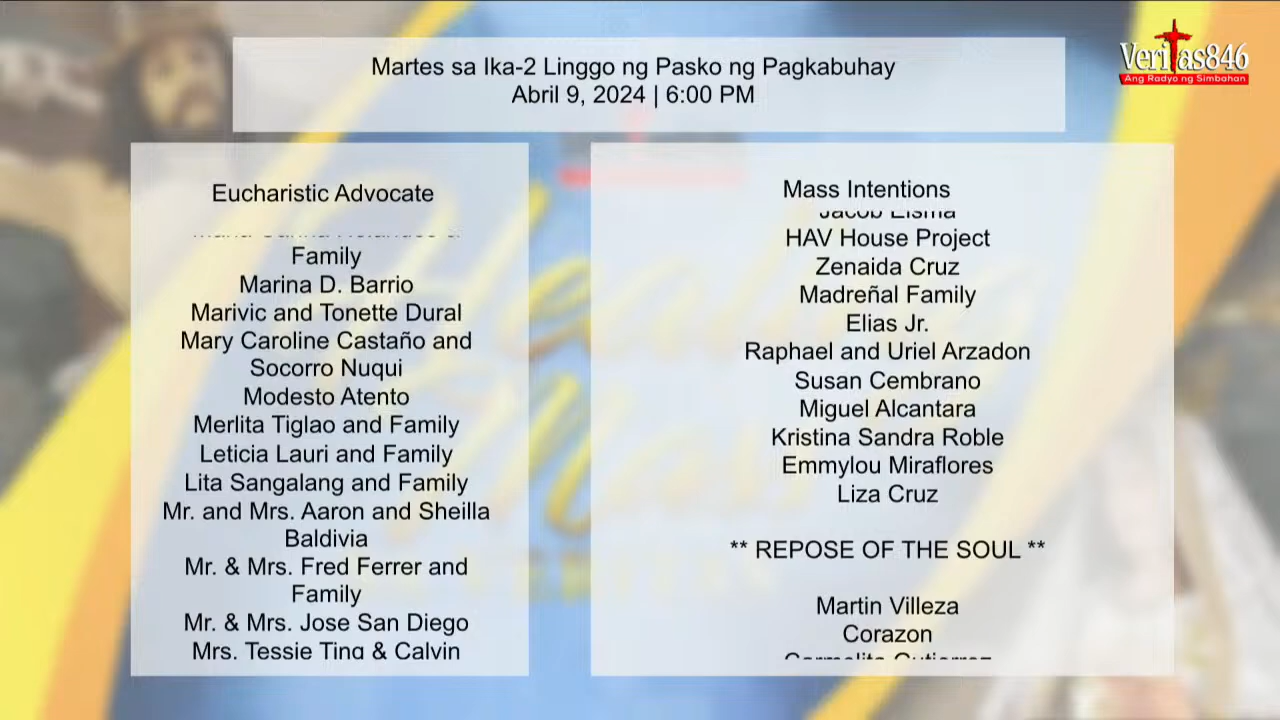 Martes sa Ika-2 Linggo ng Pasko ng Pagkabuhay
Abril 9, 2024 | 6:00 PM
Veritas846
Ang Radyo ng Simbahan
Eucharistic Advocate
Family
Marina D. Barrio
Marivic and Tonette Dural
Mary Caroline Castaño and
Socorro Nuqui
Modesto Atento
Merlita Tiglao and Family
Leticia Lauri and Family
Lita Sangalang and Family
Mr. and Mrs. Aaron and Sheilla
Baldivia
Mr. & Mrs. Fred Ferrer and
Family
Mr. & Mrs. Jose San Diego
Mrs. Tessie Ting & Calvin
Mass Intentions
Jacob Eisma
HAV House Project
Zenaida Cruz
Madreñal Family
Elias Jr.
Raphael and Uriel Arzadon
Susan Cembrano
Miguel Alcantara
Kristina Sandra Roble
Emmylou Miraflores
Liza Cruz
** REPOSE OF THE SOUL **
Martin Villeza
Corazon